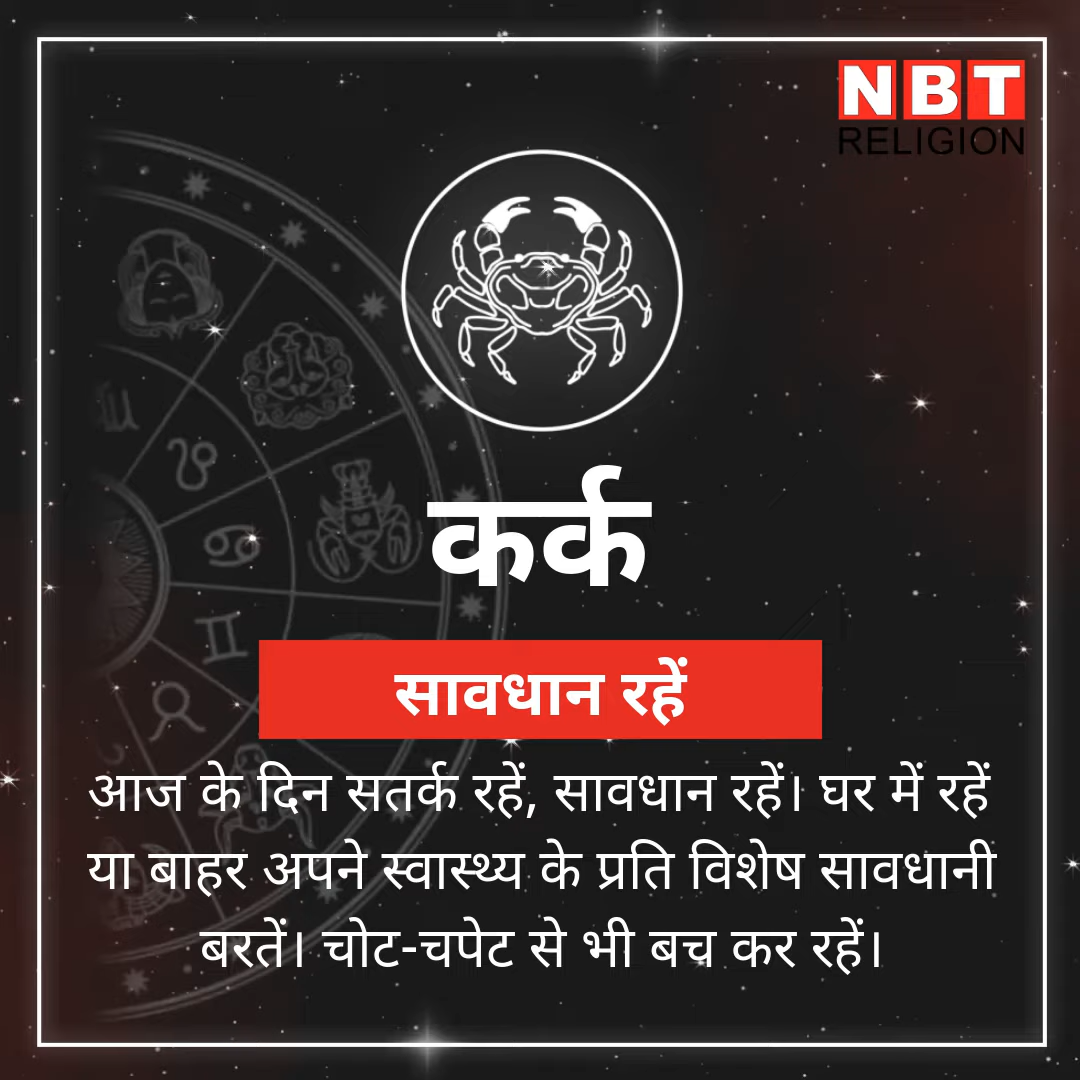 NBT
RELIGION
कर्क
सावधान रहें
आज के दिन सतर्क रहें, सावधान रहें। घर में रहें
या बाहर अपने स्वास्थ्य के प्रति विशेष सावधानी
बरतें। चोट-चपेट से भी बच कर रहें।